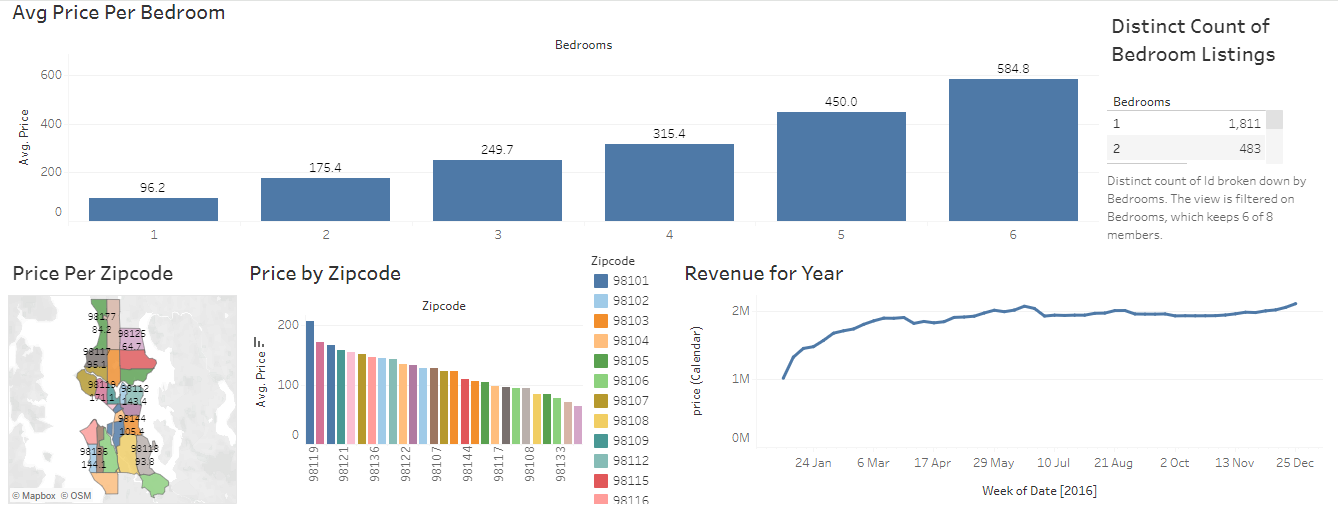 Avg Price Per Bedroom
Bedrooms
Avg. Price
600
400
200
0
96.2
175.4
249.7
315.4
450.0
584.8
1
2
3
4
5
6
Distinct Count of
Bedroom Listings
Bedrooms
1 1,811
2 483
Distinct count of Id broken down by
Bedrooms. The view is filtered on
Bedrooms, which keeps 6 of 8
members.
Price Per Zipcode
98177
84.2
98125
64.7
98117
95.1
98119
171.1
98112
143.4
98144
105.4
98136
144.1
98118
93.8
© Mapbox © OSM
Price by Zipcode
Zipcode
Avg. Price
200
100
0
98119
98121
98136
98122
98107
98144
98117
98108
98133
Zipcode
98101
98102
98103
98104
98105
98106
98107
98108
98109
98112
98115
98116
Revenue for Year
price (Calendar)
2M
1M
0M
24 Jan
6 Mar
17 Apr
29 May
10 Jul
21 Aug
2 Oct
13 Nov
25 Dec
Week of Date [2016]